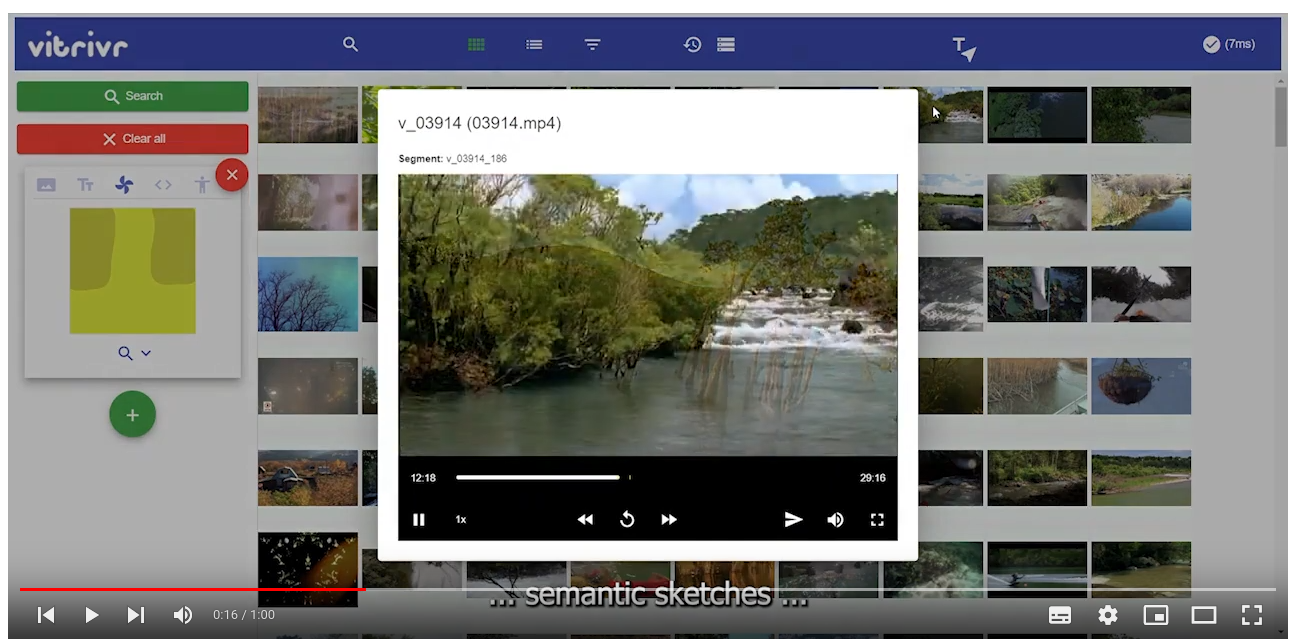 vitrivr
(7ms)
Search
Clear all
v_03914 (03914.mp4)
Segment: v_03914_186
12:18
29:16
1x
... semantic sketches ...
0:16 / 1:00